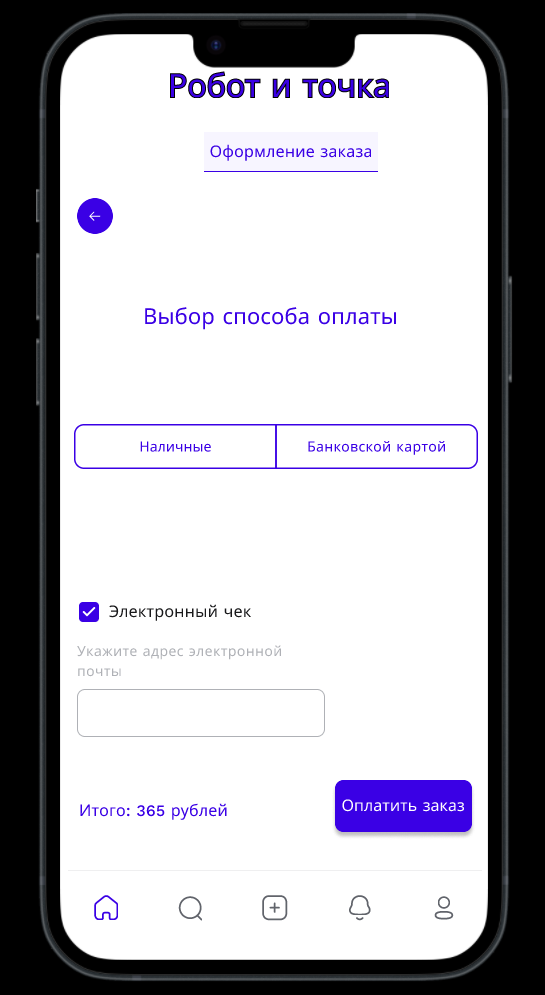 Робот и точка
Оформление заказа
Выбор способа оплаты
Наличные
Банковской картой
Электронный чек
Укажите адрес электронной
почты
Итого: 365 рублей
Оплатить заказ